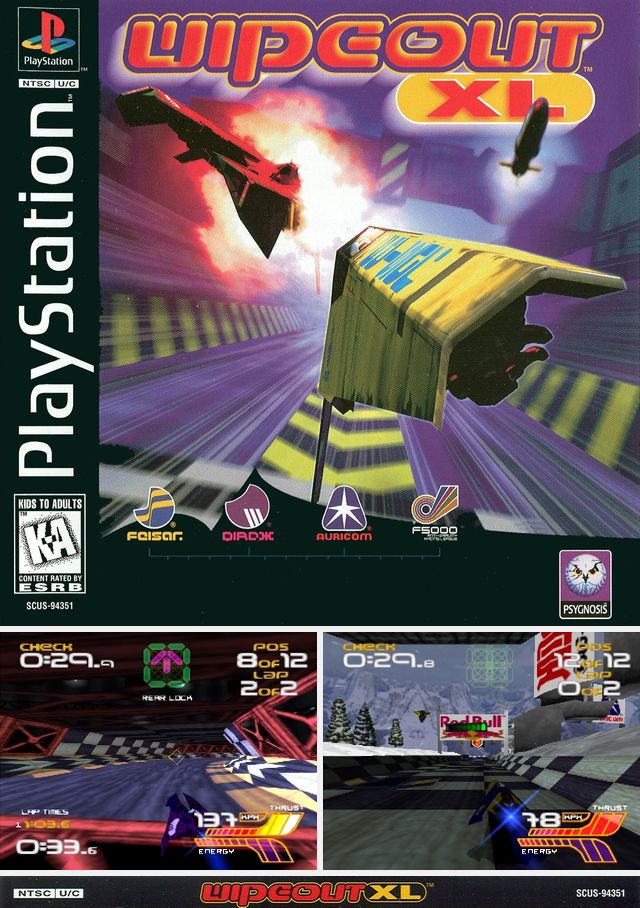 PlayStation
NTSC U/C
PlayStation
WIPEOUT
XL
FEISAR
QIREX
AURICOM
F5000
ANTI-GRAVITY
RACING LEAGUE
KIDS TO ADULTS
KA
CONTENT RATED BY
ESRB
SCUS-94351
PSYGNOSIS
CHECK
0:29.9
REAR LOCK
POS
8 OF 12
LAP
2 OF 2
LAP TIMES
1 1:03.6
0:33.6
THRUST
137 KPH
ENERGY
CHECK
0:29.8
POS
12 OF 12
LAP
0 OF 2
Red Bull
THRUST
78 KPH
ENERGY
NTSC U/C
WIPEOUT XL
SCUS-94351